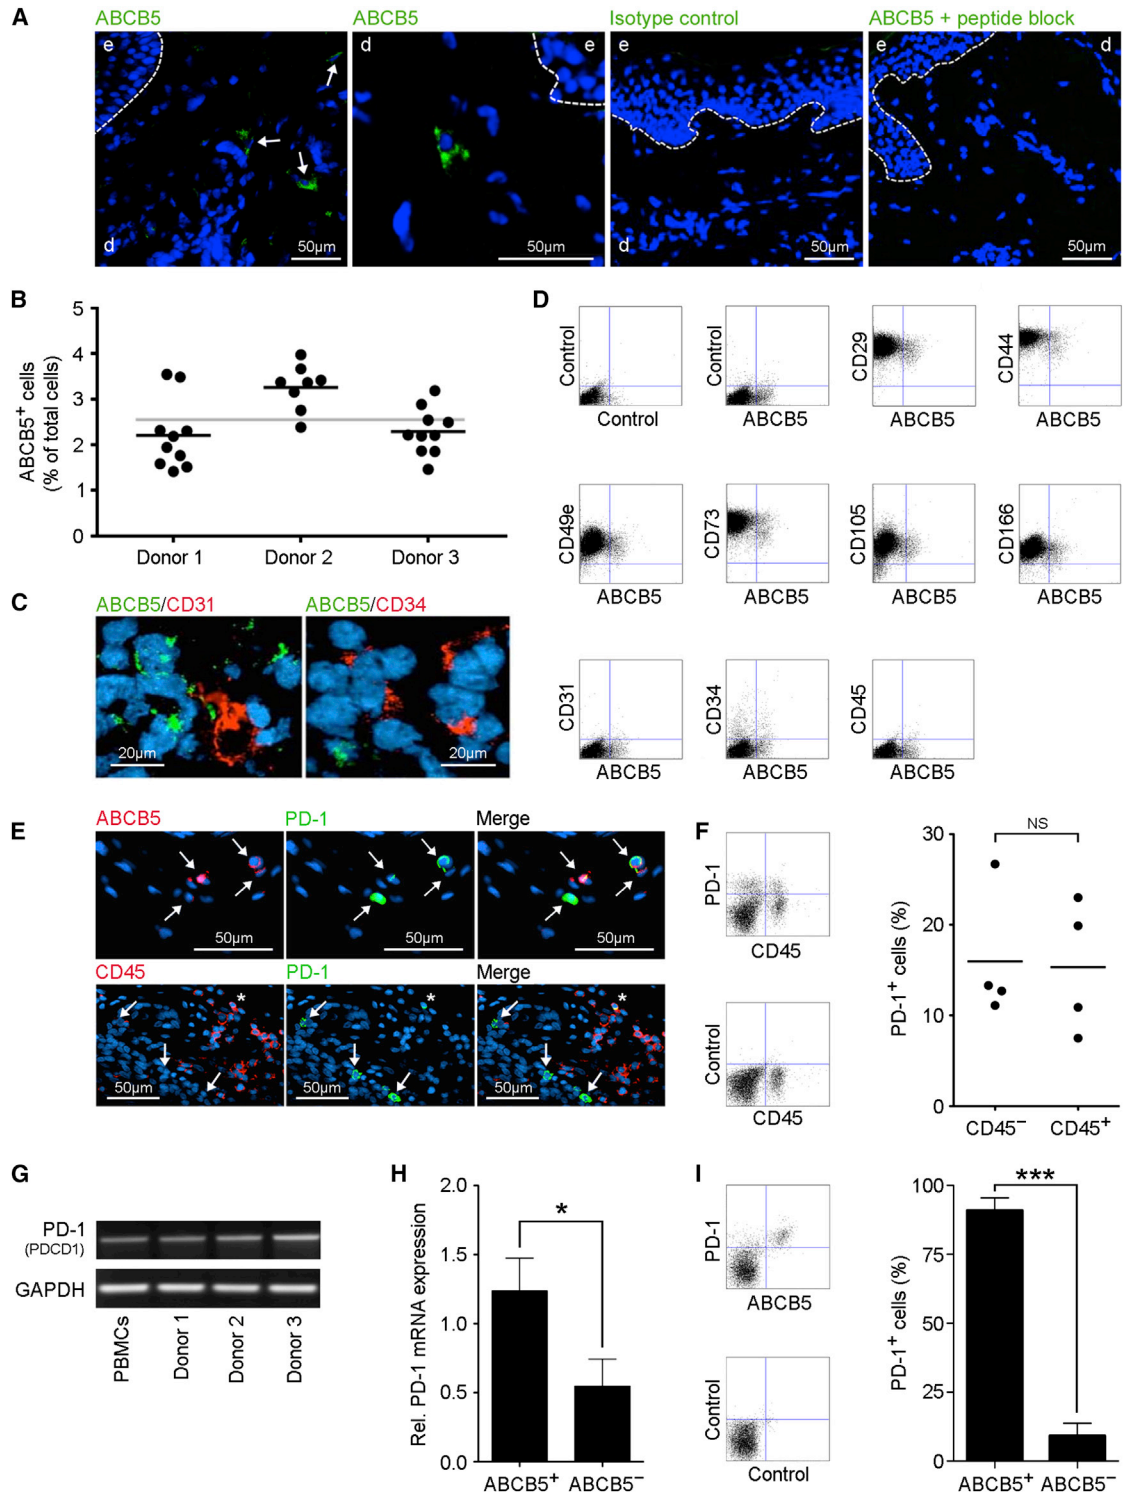 A
ABCB5
ABCB5
Isotype control
ABCB5 + peptide block
e
d
50µm
d
e
50µm
e
d
50µm
e
d
50µm
B
ABCB5+ cells
(% of total cells)
5
4
3
2
1
0
Donor 1
Donor 2
Donor 3
C
ABCB5/CD31
ABCB5/CD34
20µm
20µm
D
Control
Control
Control
ABCB5
CD29
ABCB5
CD44
ABCB5
CD49e
ABCB5
CD73
ABCB5
CD105
ABCB5
CD166
ABCB5
CD31
ABCB5
CD34
ABCB5
CD45
ABCB5
E
ABCB5
PD-1
Merge
50µm
50µm
50µm
CD45
PD-1
Merge
*
*
*
50µm
50µm
50µm
F
PD-1
CD45
Control
CD45
PD-1+ cells (%)
30
20
10
0
NS
CD45−
CD45+
G
PD-1
(PDCD1)
GAPDH
PBMCs
Donor 1
Donor 2
Donor 3
H
Rel. PD-1 mRNA expression
2.0
1.5
1.0
0.5
0.0
*
ABCB5+
ABCB5−
I
PD-1
ABCB5
Control
Control
PD-1+ cells (%)
100
75
50
25
0
***
ABCB5+
ABCB5−